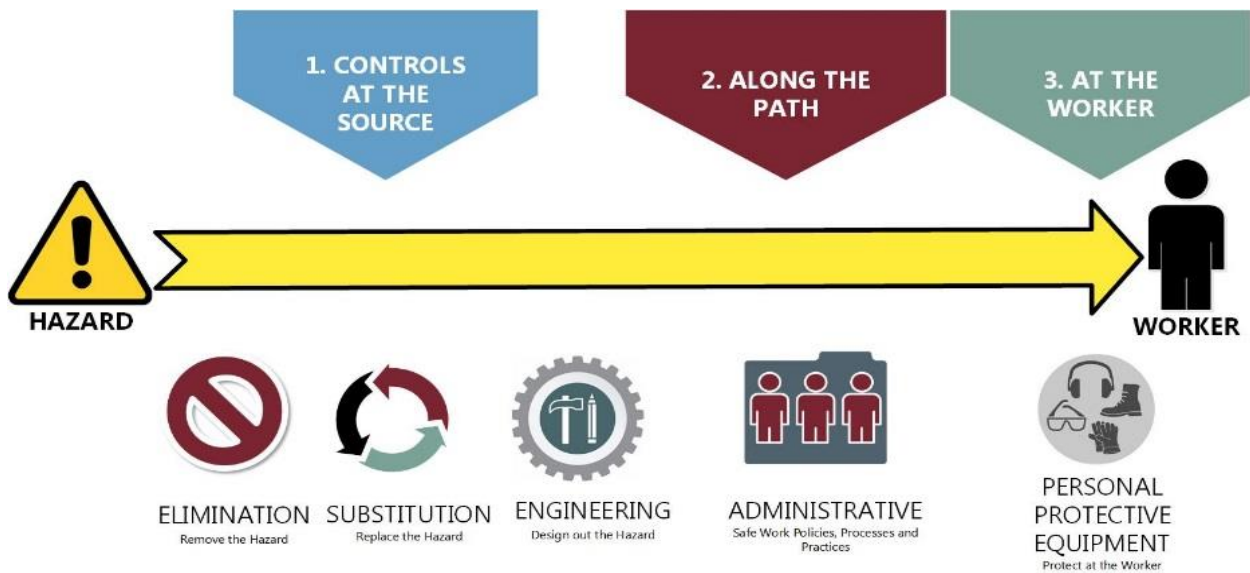 1. CONTROLS
AT THE
SOURCE
2. ALONG THE
PATH
3. AT THE
WORKER
HAZARD
WORKER
ELIMINATION
Remove the Hazard
SUBSTITUTION
Replace the Hazard
ENGINEERING
Design out the Hazard
ADMINISTRATIVE
Safe Work Policies, Processes and
Practices
PERSONAL
PROTECTIVE
EQUIPMENT
Protect at the Worker